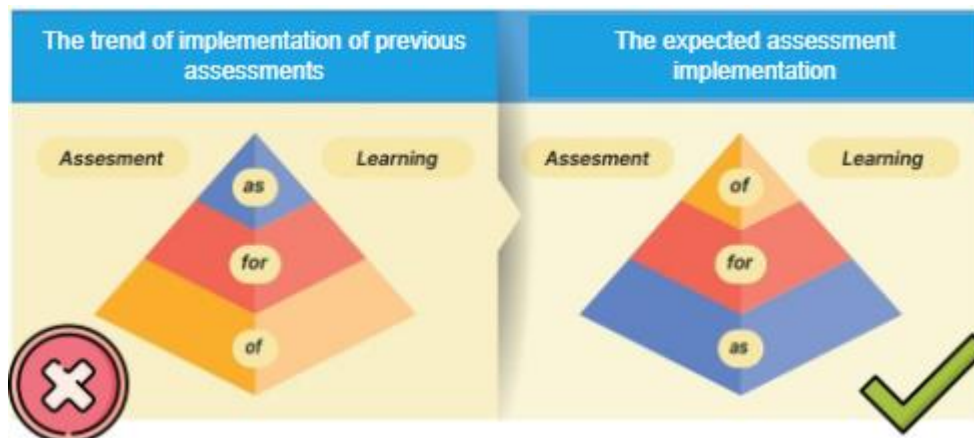 The trend of implementation of previous
assessments
Assesment
Learning
as
for
of
The expected assessment
implementation
Assesment
Learning
of
for
as